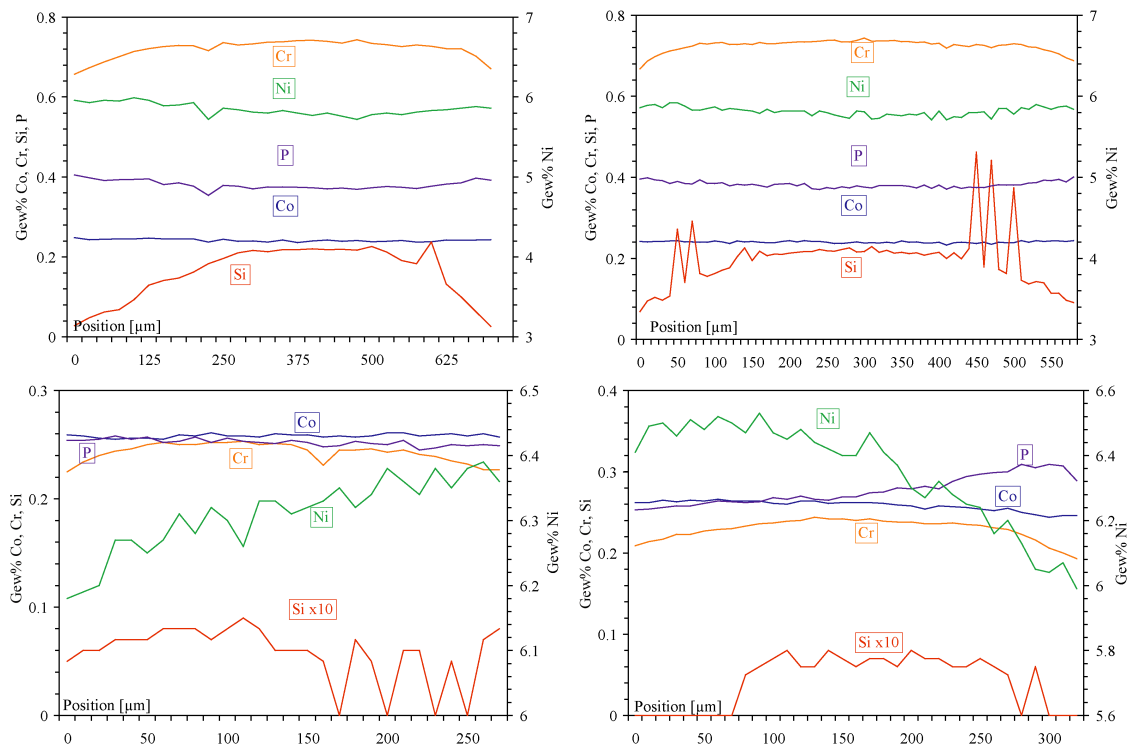 0.8
0.6
0.4
0.2
0
Gew% Co, Cr, Si, P
Cr
Ni
P
Co
Si
Position [µm]
0 125 250 375 500 625
7
6
5
4
3
Gew% Ni
0.8
0.6
0.4
0.2
0
Gew% Co, Cr, Si, P
Cr
Ni
P
Co
Si
Position [µm]
0 50 100 150 200 250 300 350 400 450 500 550
7
6
5
4
3
Gew% Ni
0.3
0.2
0.1
0
Gew% Co, Cr, Si
Co
P
Cr
Ni
Si x10
Position [µm]
0 50 100 150 200 250
6.5
6.4
6.3
6.2
6.1
6
Gew% Ni
0.4
0.3
0.2
0.1
0
Gew% Co, Cr, Si
Ni
P
Co
Cr
Si x10
Position [µm]
0 50 100 150 200 250 300
6.6
6.4
6.2
6
5.8
5.6
Gew% Ni